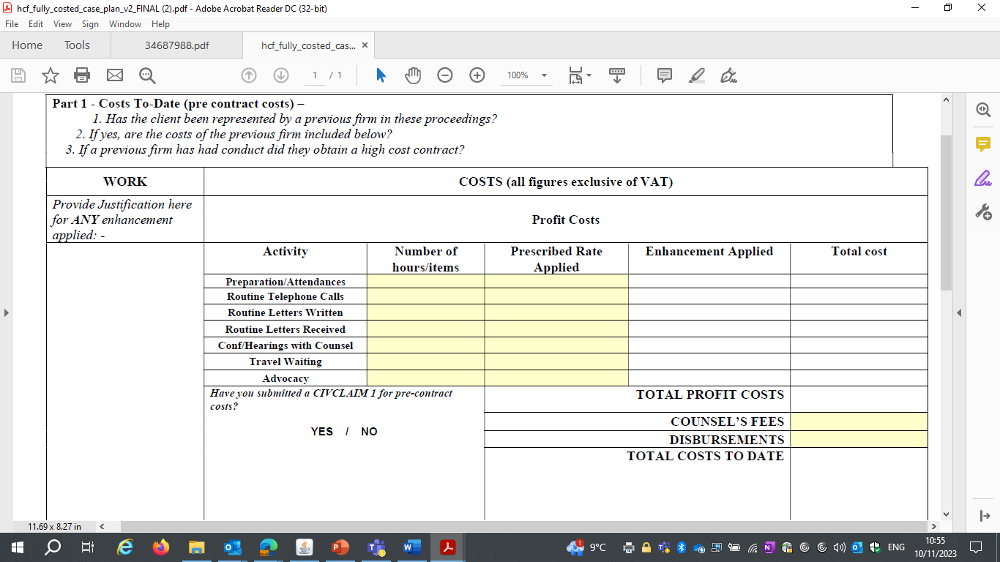 hcf_fully_costed_case_plan_v2_FINAL (2).pdf - Adobe Acrobat Reader DC (32-bit)
File Edit View Sign Window Help
Home Tools 34687988.pdf hcf_fully_costed_cas... ×
1 / 1 100%
Part 1 - Costs To-Date (pre contract costs) –
1. Has the client been represented by a previous firm in these proceedings?
2. If yes, are the costs of the previous firm included below?
3. If a previous firm has had conduct did they obtain a high cost contract?
WORK COSTS (all figures exclusive of VAT)
Provide Justification here
for ANY enhancement
applied: -
Profit Costs
Activity Number of Prescribed Rate Enhancement Applied Total cost
hours/items Applied
Preparation/Attendances
Routine Telephone Calls
Routine Letters Written
Routine Letters Received
Conf/Hearings with Counsel
Travel Waiting
Advocacy
Have you submitted a CIVCLAIM 1 for pre-contract
costs?
YES / NO
TOTAL PROFIT COSTS
COUNSEL’S FEES
DISBURSEMENTS
TOTAL COSTS TO DATE
11.69 x 8.27 in
9°C ENG 10:55
10/11/2023